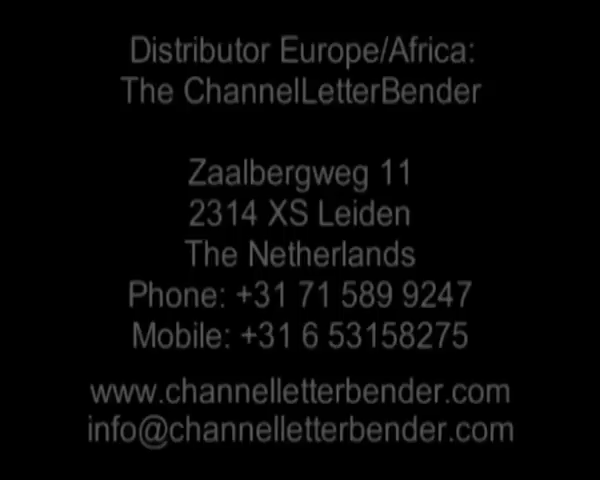 Distributor Europe/Africa:
The ChannelLetterBender
Zaalbergweg 11
2314 XS Leiden
The Netherlands
Phone: +31 71 589 9247
Mobile: +31 6 53158275
www.channelletterbender.com
info@channelletterbender.com